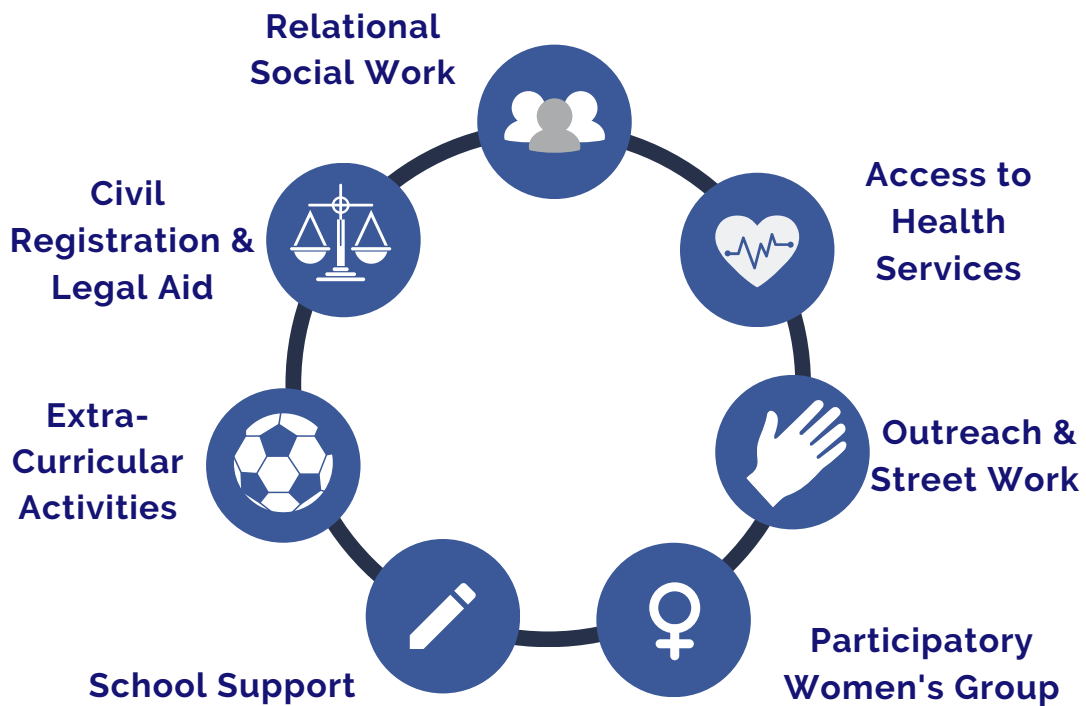 Relational
Social Work
Access to
Health
Services
Outreach &
Street Work
Participatory
Women's Group
School Support
Extra-
Curricular
Activities
Civil
Registration &
Legal Aid